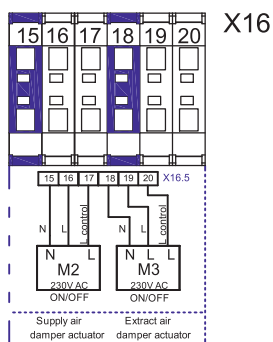 X16
15 16 17 18 19 20
15 16 17 18 19 20 X16.5
N L L control N L L control
N L N L L
M2 M3
230V AC 230V AC
ON/OFF ON/OFF
Supply air Extract air
damper actuator damper actuator